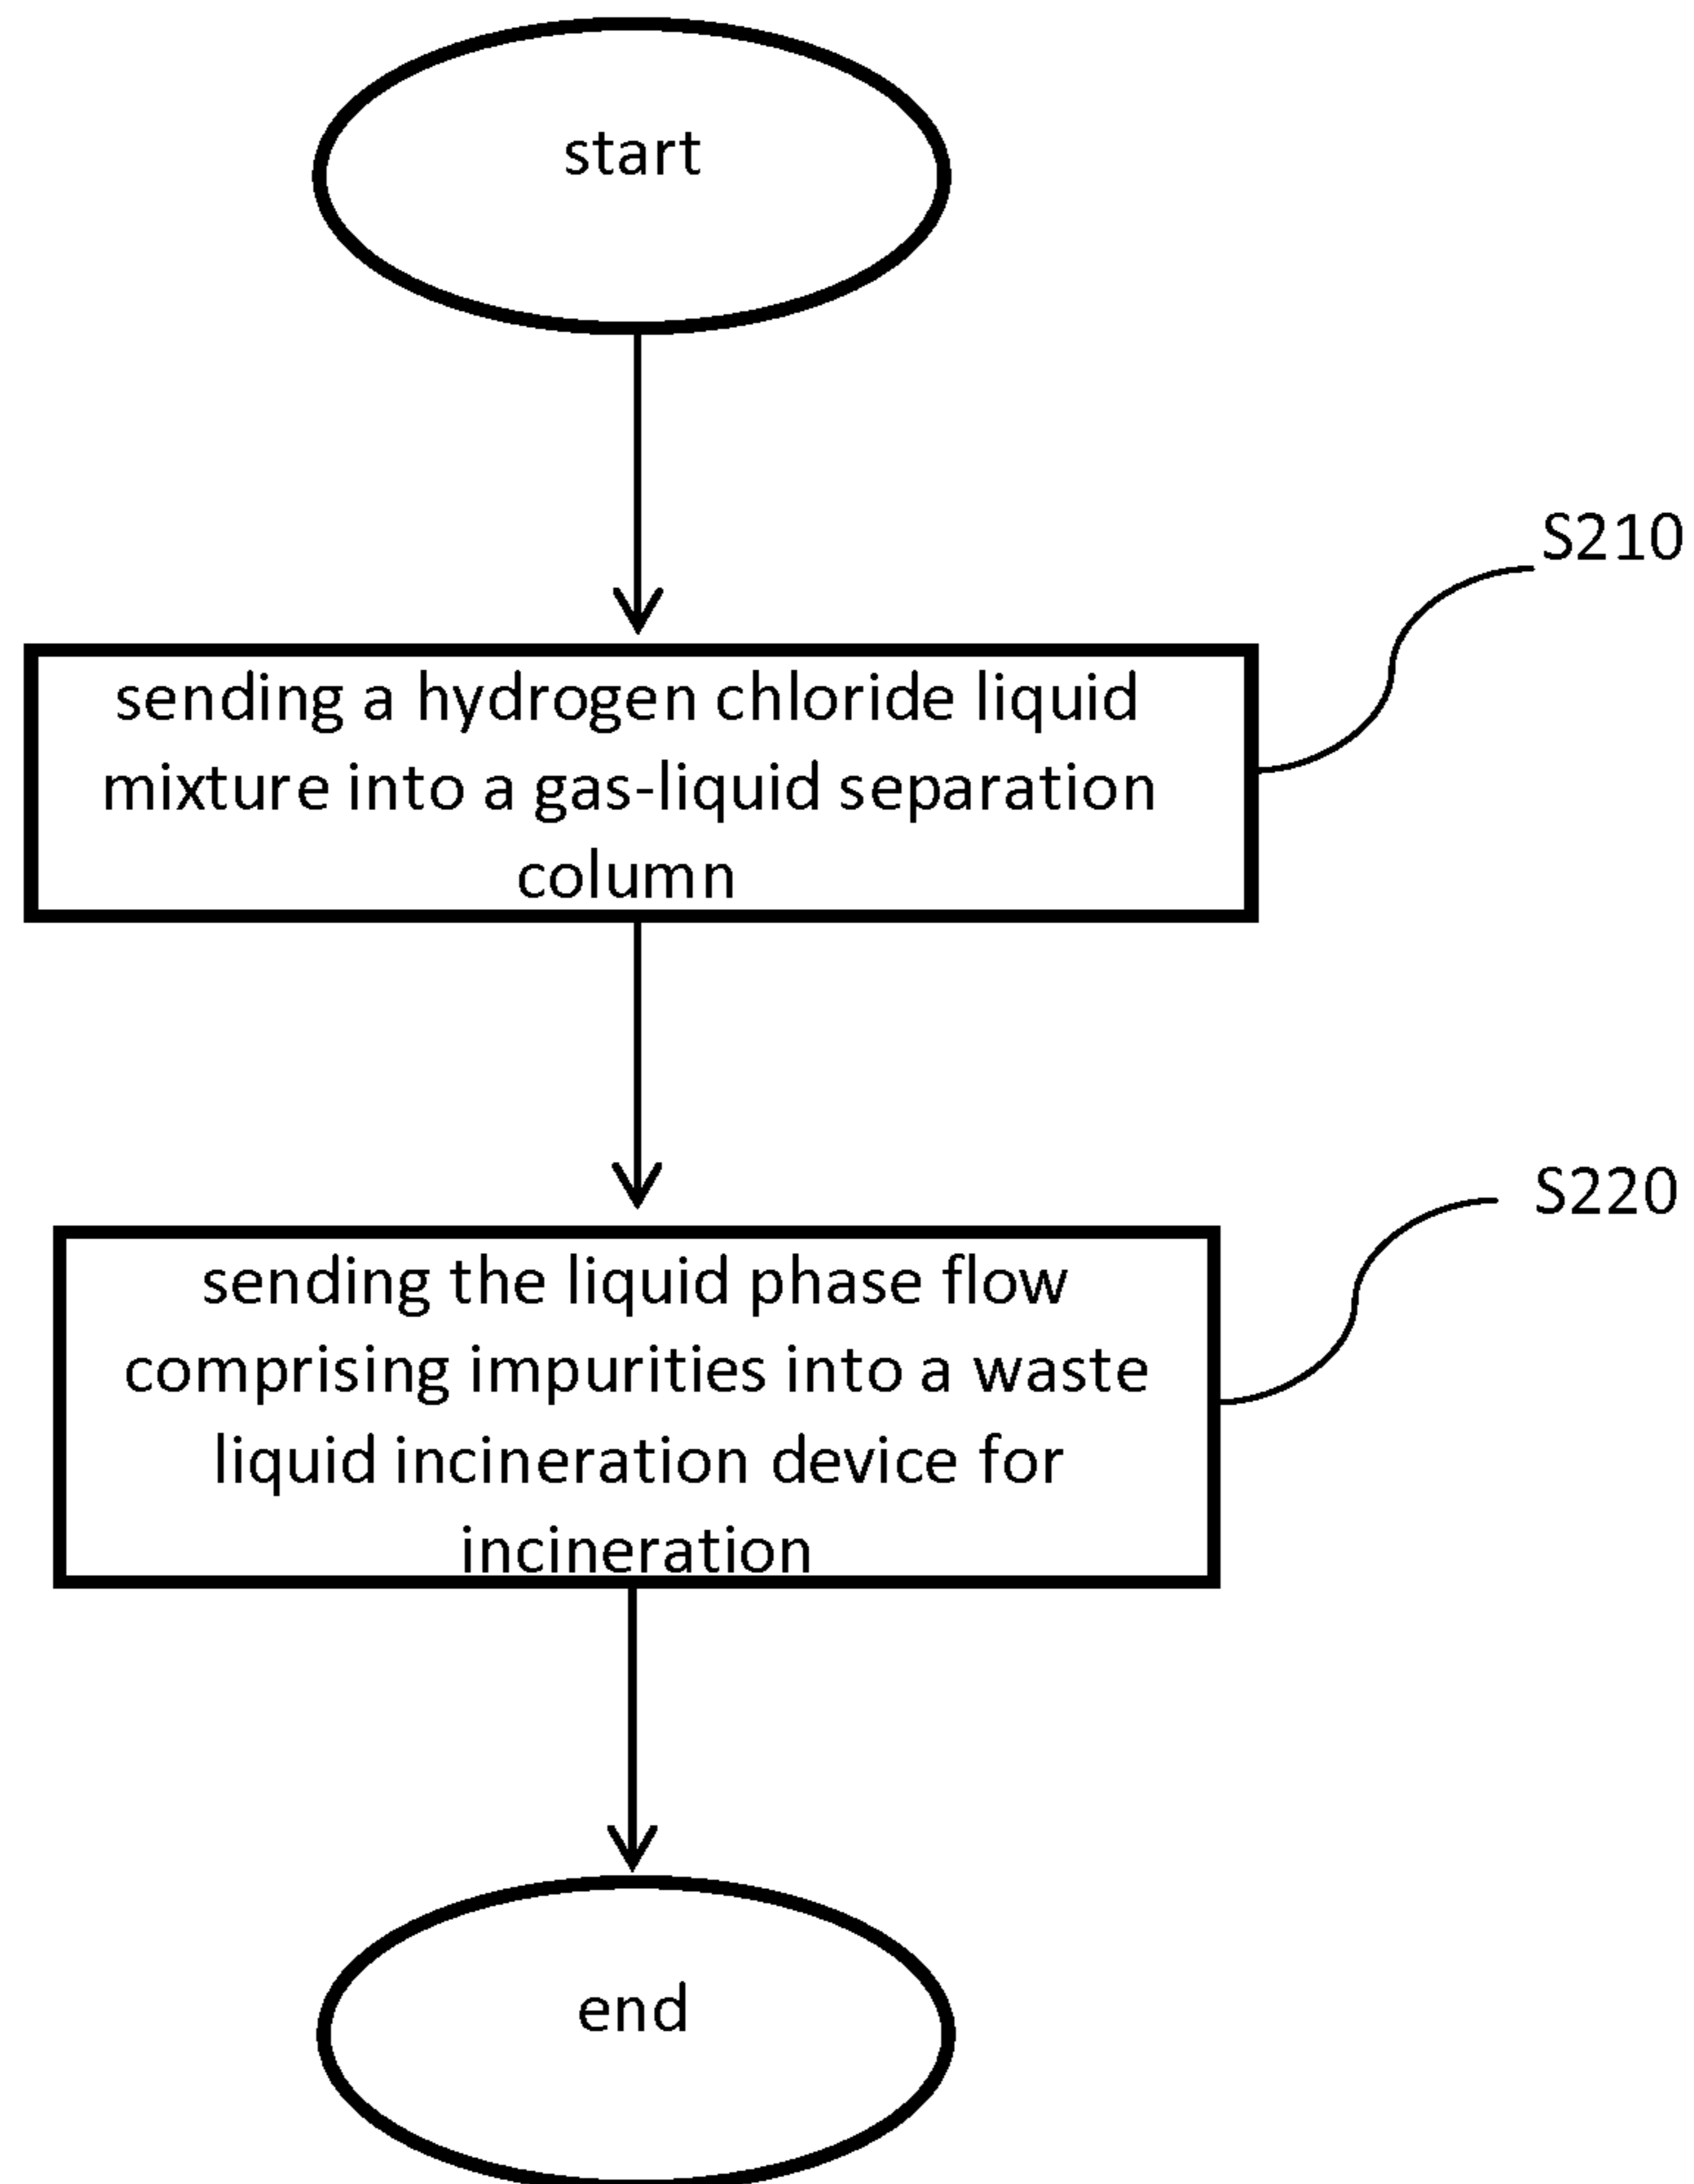 start
S210
sending a hydrogen chloride liquid
mixture into a gas-liquid separation
column
S220
sending the liquid phase flow
comprising impurities into a waste
liquid incineration device for
incineration
end